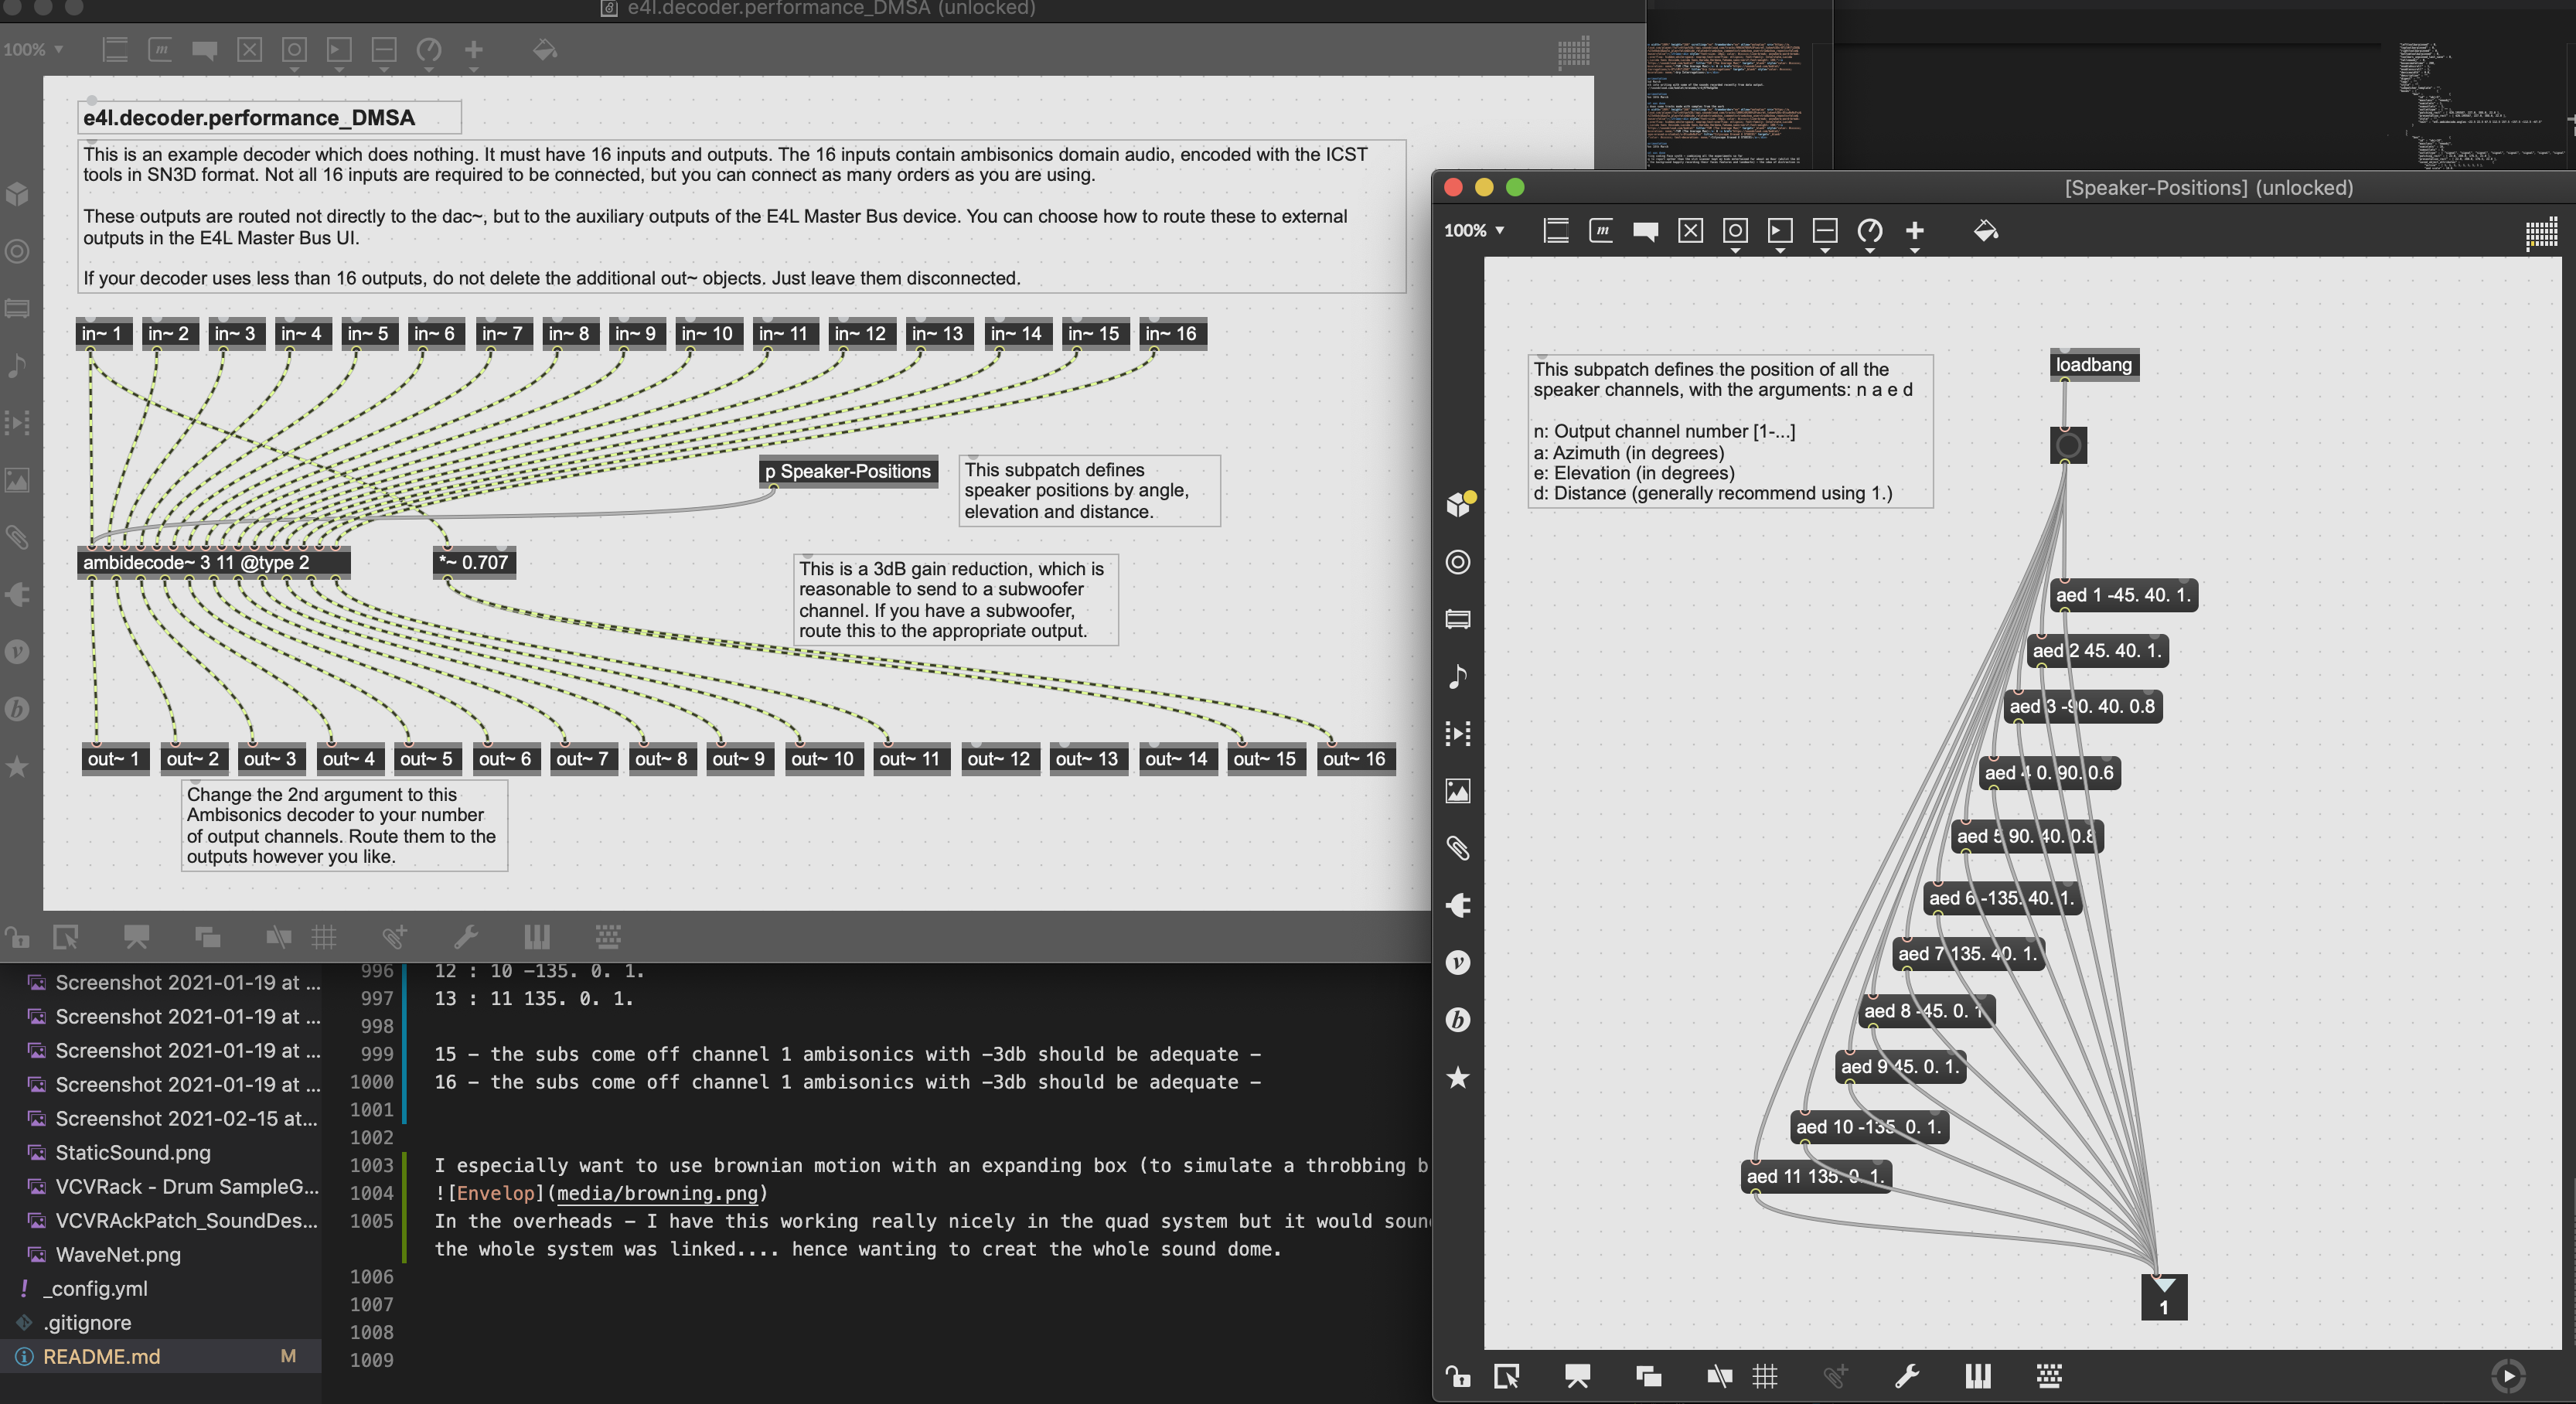 e4l.decoder.performance_DMSA (unlocked)
100%
e4l.decoder.performance_DMSA
This is an example decoder which does nothing. It must have 16 inputs and outputs. The 16 inputs contain ambisonics domain audio, encoded with the ICST
tools in SN3D format. Not all 16 inputs are required to be connected, but you can connect as many orders as you are using.
These outputs are routed not directly to the dac~, but to the auxiliary outputs of the E4L Master Bus device. You can choose how to route these to external
outputs in the E4L Master Bus UI.
If your decoder uses less than 16 outputs, do not delete the additional out~ objects. Just leave them disconnected.
in~ 1 in~ 2 in~ 3 in~ 4 in~ 5 in~ 6 in~ 7 in~ 8 in~ 9 in~ 10 in~ 11 in~ 12 in~ 13 in~ 14 in~ 15 in~ 16
p Speaker-Positions
This subpatch defines
speaker positions by angle,
elevation and distance.
ambidecode~ 3 11 @type 2
*~ 0.707
This is a 3dB gain reduction, which is
reasonable to send to a subwoofer
channel. If you have a subwoofer,
route this to the appropriate output.
out~ 1 out~ 2 out~ 3 out~ 4 out~ 5 out~ 6 out~ 7 out~ 8 out~ 9 out~ 10 out~ 11 out~ 12 out~ 13 out~ 14 out~ 15 out~ 16
Change the 2nd argument to this
Ambisonics decoder to your number
of output channels. Route them to the
outputs however you like.
Screenshot 2021-01-19 at ...
Screenshot 2021-01-19 at ...
Screenshot 2021-01-19 at ...
Screenshot 2021-01-19 at ...
Screenshot 2021-02-15 at...
StaticSound.png
VCVRack - Drum SampleG...
VCVRAckPatch_SoundDes...
WaveNet.png
_config.yml
.gitignore
README.md M
996 12 : 10 -135. 0. 1.
997 13 : 11 135. 0. 1.
998
999 15 - the subs come off channel 1 ambisonics with -3db should be adequate -
1000 16 - the subs come off channel 1 ambisonics with -3db should be adequate -
1001
1002
1003 I especially want to use brownian motion with an expanding box (to simulate a throbbing b
1004 ![Envelop](media/browning.png)
1005 In the overheads - I have this working really nicely in the quad system but it would soun
the whole system was linked.... hence wanting to creat the whole sound dome.
1006
1007
1008
1009
[Speaker-Positions] (unlocked)
100%
This subpatch defines the position of all the
speaker channels, with the arguments: n a e d
n: Output channel number [1-...]
a: Azimuth (in degrees)
e: Elevation (in degrees)
d: Distance (generally recommend using 1.)
loadbang
aed 1 -45. 40. 1.
aed 2 45. 40. 1.
aed 3 -90. 40. 0.8
aed 4 0. 90. 0.6
aed 5 90. 40. 0.8
aed 6 -135. 40. 1.
aed 7 135. 40. 1.
aed 8 -45. 0. 1
aed 9 45. 0. 1.
aed 10 -135. 0. 1.
aed 11 135. 0. 1.
1